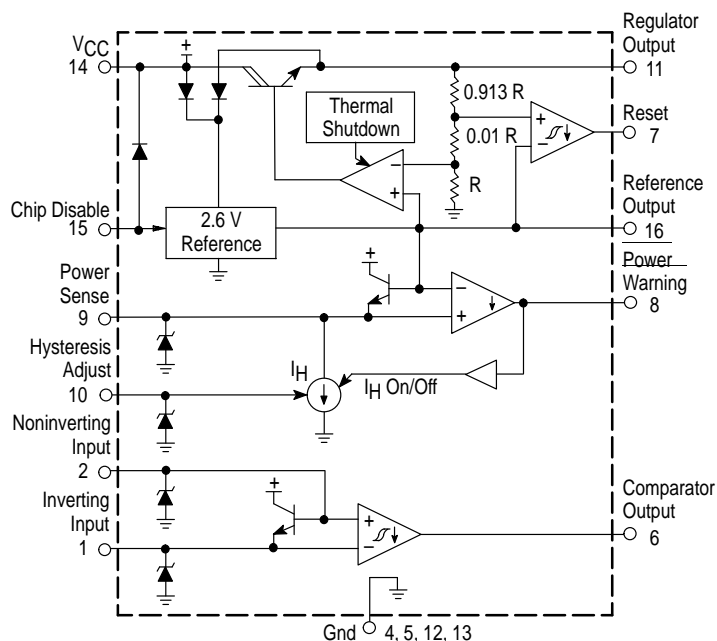 VCC
14
Regulator
Output
11
0.913 R
Thermal
Shutdown
0.01 R
R
Reset
7
Chip Disable
15
2.6 V
Reference
Reference
Output
16
Power
Sense
9
Power
Warning
8
Hysteresis
Adjust
10
IH
IH On/Off
Noninverting
Input
2
Inverting
Input
1
Comparator
Output
6
Gnd
4, 5, 12, 13